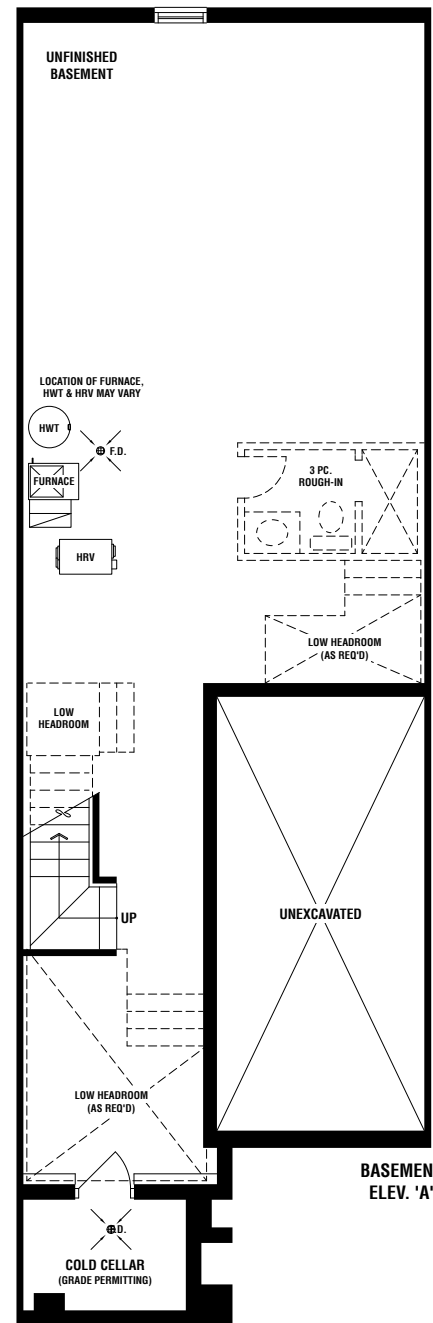 UNFINISHED
BASEMENT
LOCATION OF FURNACE,
HWT & HRV MAY VARY
HWT
F.D.
FURNACE
3 PC.
ROUGH-IN
HRV
LOW HEADROOM
(AS REQ'D)
LOW
HEADROOM
UP
UNEXCAVATED
LOW HEADROOM
(AS REQ'D)
BASEMEN
ELEV. 'A'
F.D.
COLD CELLAR
(GRADE PERMITTING)